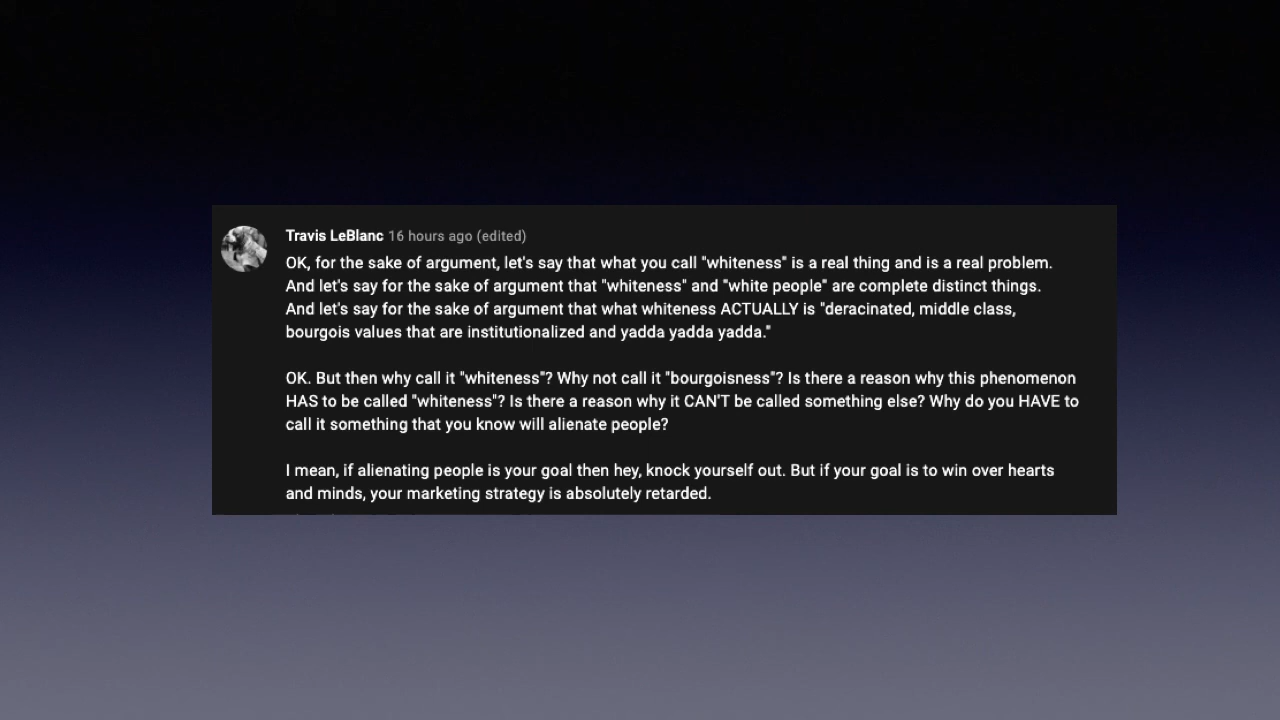 Travis LeBlanc 16 hours ago (edited)
OK, for the sake of argument, let's say that what you call "whiteness" is a real thing and is a real problem.
And let's say for the sake of argument that "whiteness" and "white people" are complete distinct things.
And let's say for the sake of argument that what whiteness ACTUALLY is "deracinated, middle class,
bourgois values that are institutionalized and yadda yadda yadda."
OK. But then why call it "whiteness"? Why not call it "bourgoisness"? Is there a reason why this phenomenon
HAS to be called "whiteness"? Is there a reason why it CAN'T be called something else? Why do you HAVE to
call it something that you know will alienate people?
I mean, if alienating people is your goal then hey, knock yourself out. But if your goal is to win over hearts
and minds, your marketing strategy is absolutely retarded.